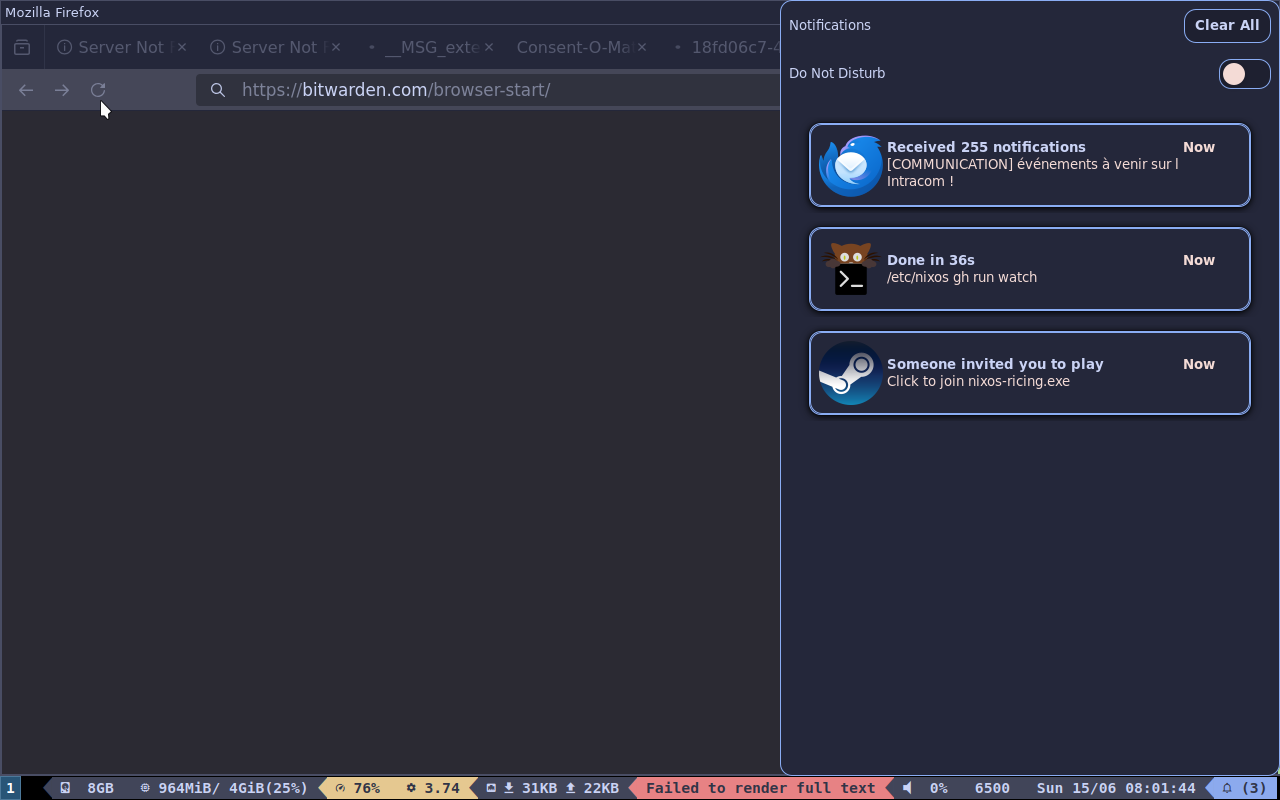 Mozilla Firefox
Server Not
Server Not
__MSG_exte
Consent-O-Ma
18fd06c7-4
https://bitwarden.com/browser-start/
Notifications
Clear All
Do Not Disturb
Received 255 notifications
Now
[COMMUNICATION] événements à venir sur l
Intracom !
Done in 36s
Now
/etc/nixos gh run watch
Someone invited you to play
Now
Click to join nixos-ricing.exe
1 8GB 964MiB/ 4GiB(25%) 76% 3.74 31KB 22KB Failed to render full text 0% 6500 Sun 15/06 08:01:44 (3)